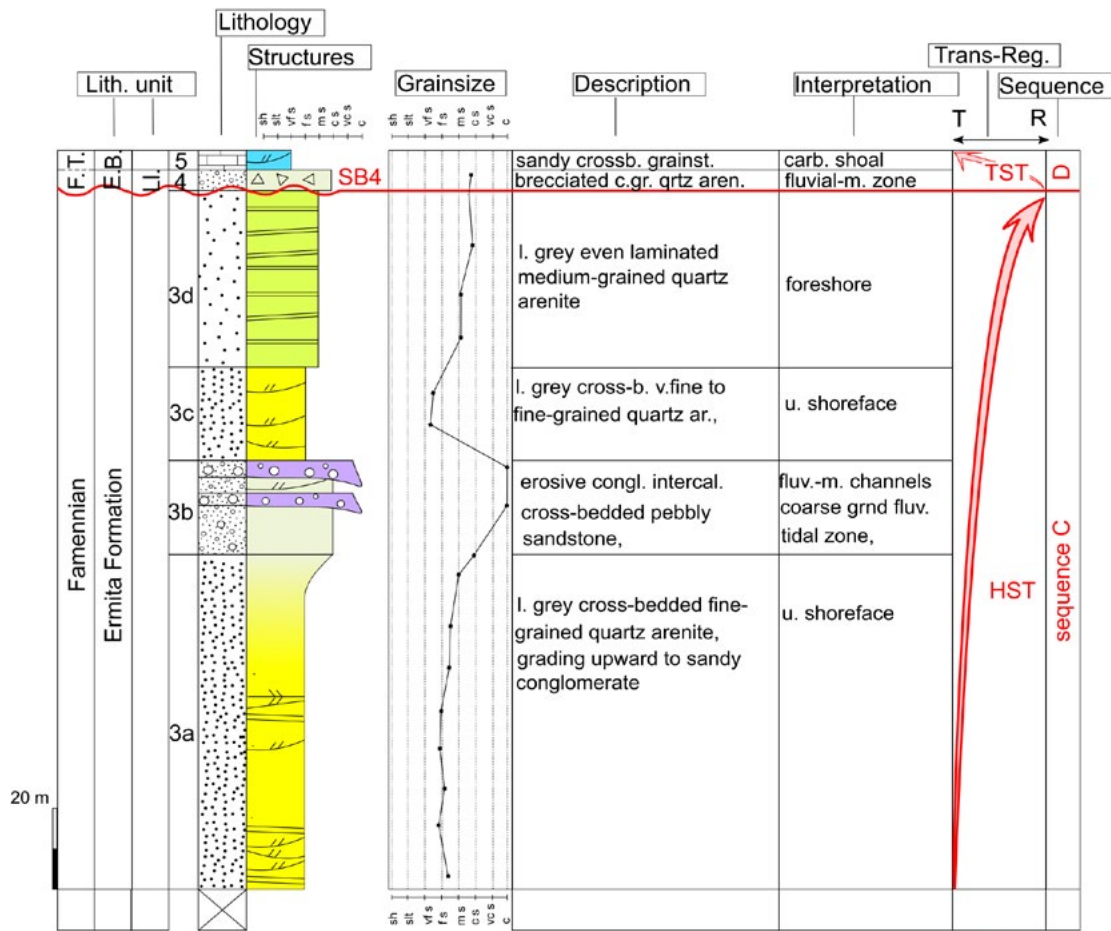 Lithology
Structures
Lith. unit
Grainsize
Description
Interpretation
Trans-Reg.
Sequence
T R
sh slt vf s f s m s c s vc s c
sh slt vf s f s m s c s vc s c
F.T. E.B. Ll. 5
sandy crossb. grainst.
carb. shoal
4
SB4
brecciated c.gr. qrtz aren.
fluvial-m. zone
TST
D
3d
l. grey even laminated
medium-grained quartz
arenite
foreshore
3c
l. grey cross-b. v.fine to
fine-grained quartz ar.,
u. shoreface
3b
erosive congl. intercal.
cross-bedded pebbly
sandstone,
fluv.-m. channels
coarse grnd fluv.
tidal zone,
Famennian
Ermita Formation
3a
l. grey cross-bedded fine-
grained quartz arenite,
grading upward to sandy
conglomerate
u. shoreface
HST
sequence C
20 m
sh slt vf s f s m s c s vc s c